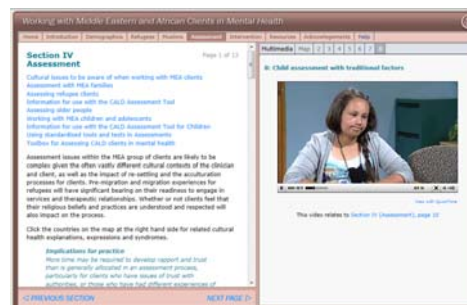 Working with Middle Eastern and African Clients in Mental Health
Home Introduction Demographics Refugees Muslims Assessment Intervention Resources Acknowledgements Help
Section IV
Assessment
Page 1 of 13
Cultural issues to be aware of when working with MEA clients
Assessment with MEA families
Assessing refugee clients
Information for use with the CALD Assessment Tool
Assessing older people
Working with MEA children and adolescents
Information for use with the CALD Assessment Tool for Children
Using standardised tools and tests in Assessments
Toolbox for Assessing CALD clients in mental health
Assessment issues within the MEA group of clients are likely to be
complex given the often vastly different cultural contexts of the clinician
and client, as well as the impact of re-settling and the acculturation
processes for clients. Pre-migration and migration experiences for
refugees will have significant bearing on their readiness to engage in
services and therapeutic relationships. Whether or not clients feel that
their religious beliefs and practices are understood and respected will
also impact on the process.
Click the countries on the map at the right hand side for related cultural
health explanations, expressions and syndromes.
Implications for practice
More time may be required to develop rapport and trust
than is generally allocated in an assessment process,
particularly for clients who have issues of trust with
authorities, or those who have had different experiences of
PREVIOUS SECTION
NEXT PAGE
Multimedia Map 2 3 4 5 6 7 8
8: Child assessment with traditional factors
View with QuickTime
This video relates to Section IV (Assessment), page 10